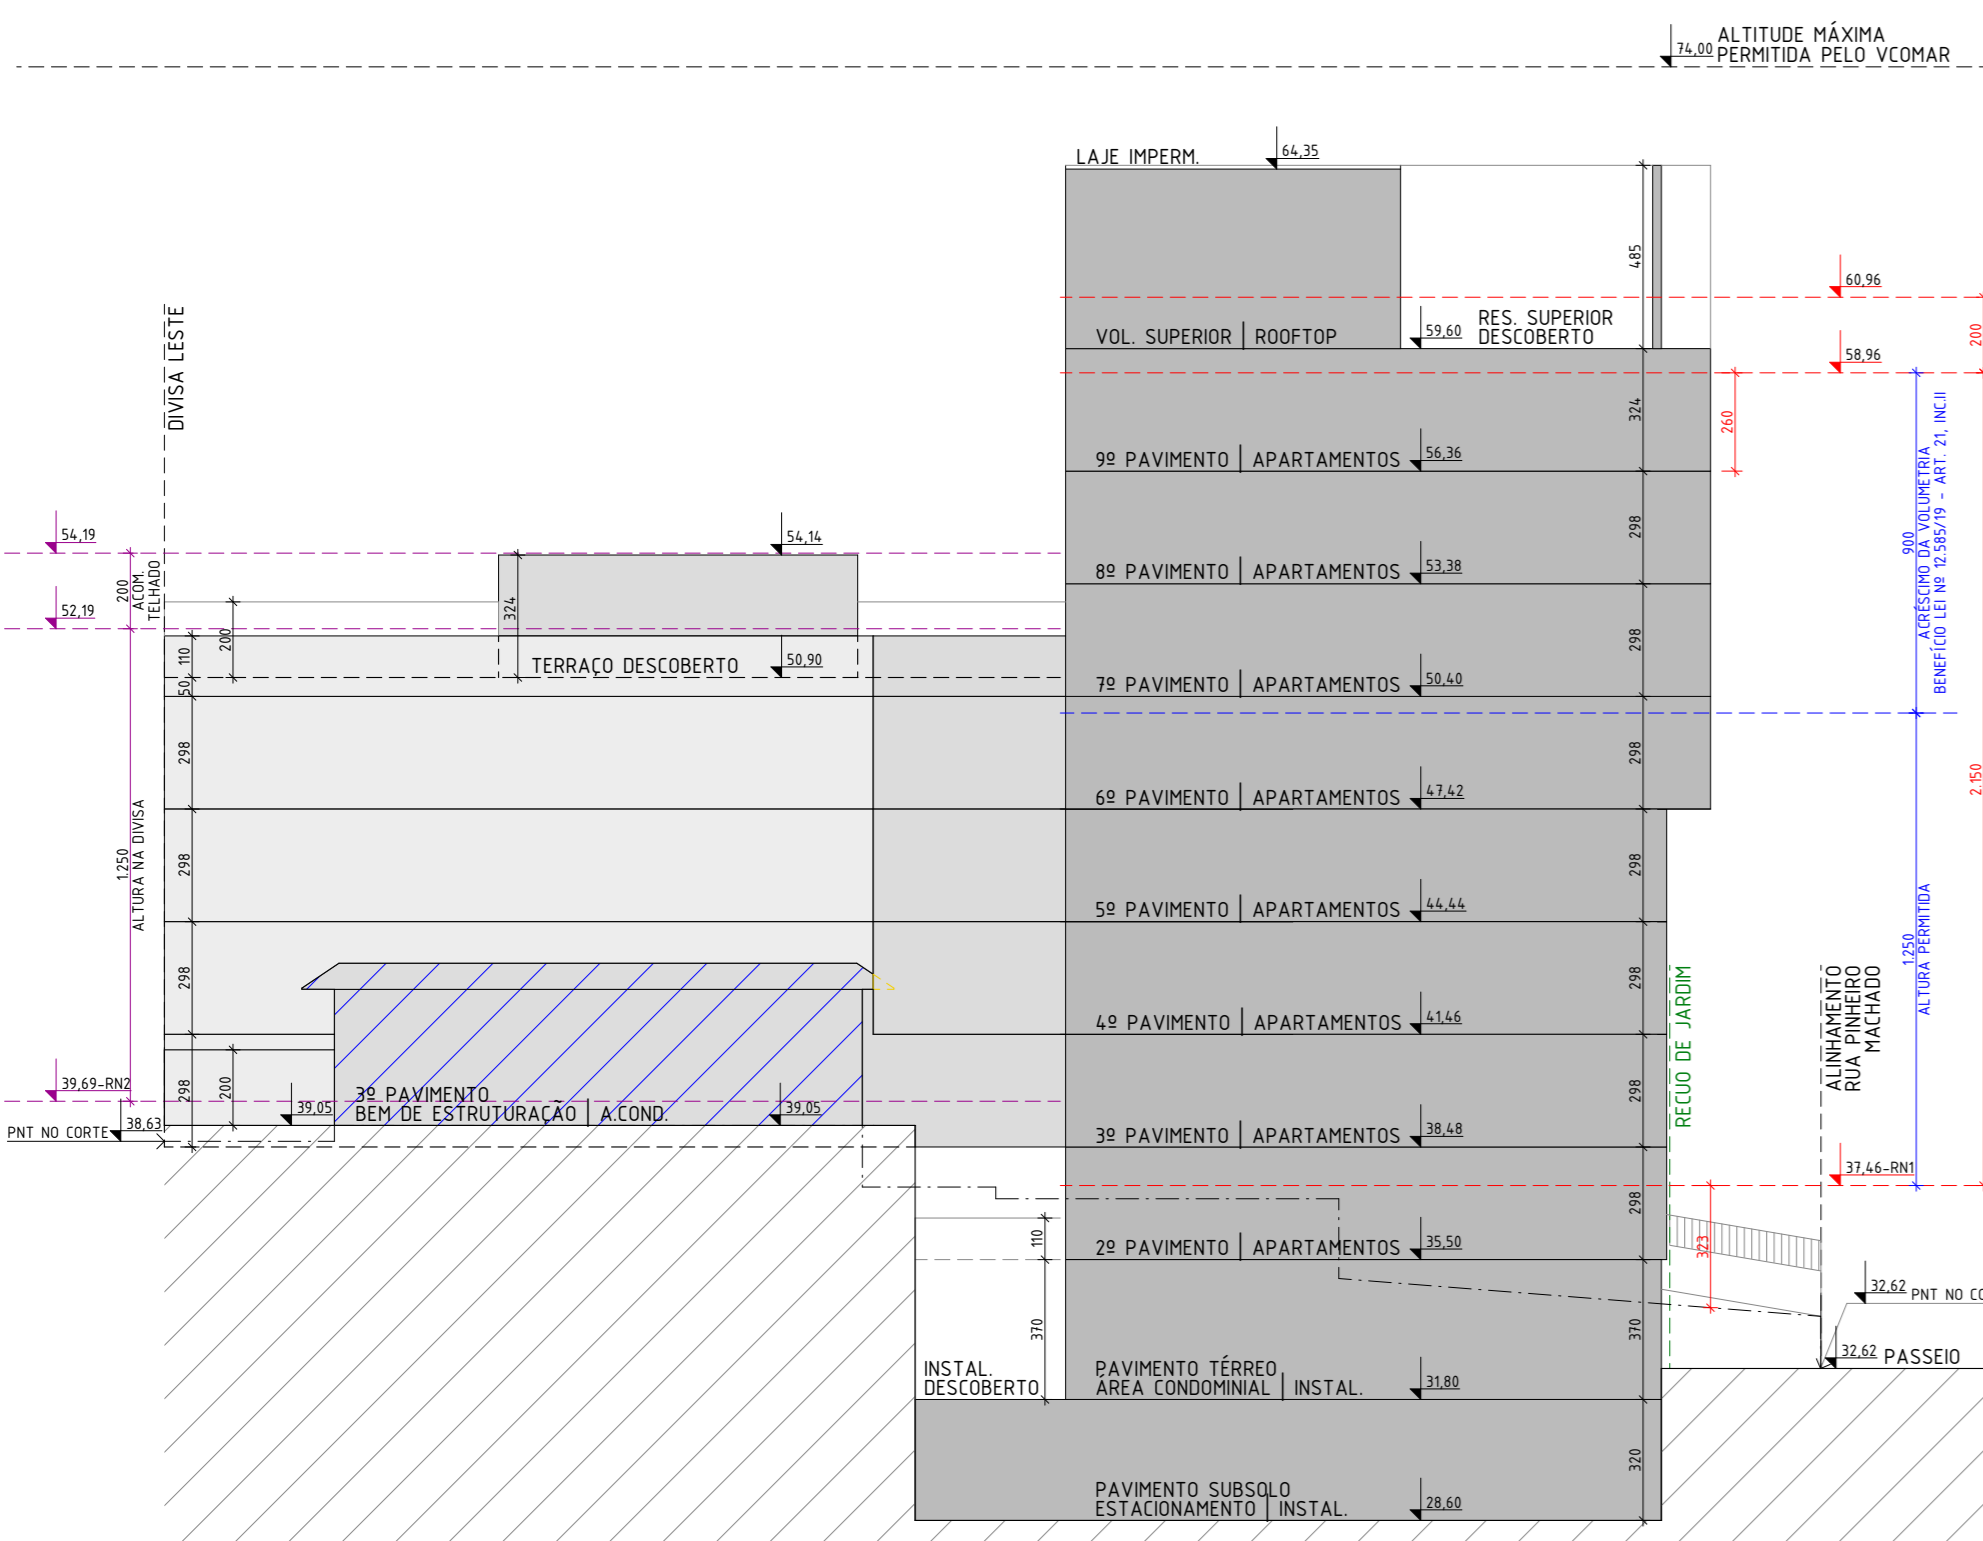 ALTITUDE MÁXIMA
74,00 PERMITIDA PELO VCOMAR
LAJE IMPERM.
64,35
485
60,96
200
DIVISA LESTE
VOL. SUPERIOR | ROOFTOP
59,60
RES. SUPERIOR
DESCOBERTO
58,96
324
260
9º PAVIMENTO | APARTAMENTOS
56,36
900
ACRÉSCIMO DA VOLUMETRIA
BENEFÍCIO LEI Nº 12.585/19 - ART. 21, INC.II
54,19
54,14
298
8º PAVIMENTO | APARTAMENTOS
53,38
200
ACOM.
TELHADO
324
52,19
200
298
110
TERRAÇO DESCOBERTO
50,90
50
7º PAVIMENTO | APARTAMENTOS
50,40
298
298
2.150
6º PAVIMENTO | APARTAMENTOS
47,42
1.250
ALTURA NA DIVISA
298
298
5º PAVIMENTO | APARTAMENTOS
44,44
1.250
ALTURA PERMITIDA
298
298
4º PAVIMENTO | APARTAMENTOS
41,46
RECUO DE JARDIM
ALINHAMENTO
RUA PINHEIRO
MACHADO
39,69-RN2
298
200
39,05
3º PAVIMENTO
BEM DE ESTRUTURAÇÃO | A.COND.
39,05
298
PNT NO CORTE
38,63
3º PAVIMENTO | APARTAMENTOS
38,48
37,46-RN1
298
110
2º PAVIMENTO | APARTAMENTOS
35,50
323
32,62 PNT NO CO
370
370
INSTAL.
DESCOBERTO
PAVIMENTO TÉRREO
ÁREA CONDOMINIAL | INSTAL.
31,80
32,62 PASSEIO
320
PAVIMENTO SUBSOLO
ESTACIONAMENTO | INSTAL.
28,60